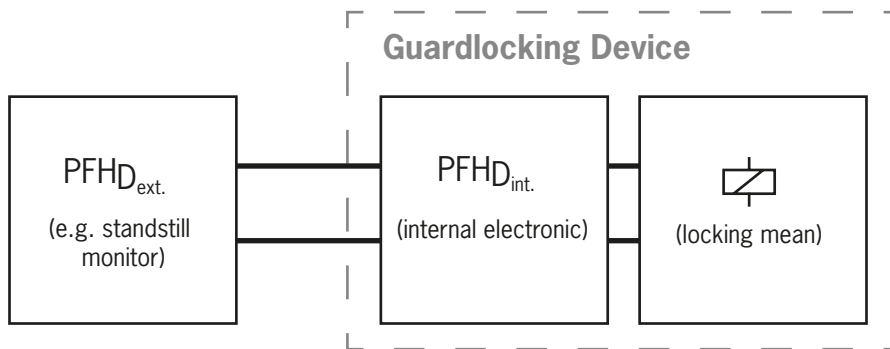 Guardlocking Device
PFHDext.
(e.g. standstill
monitor)
PFHDint.
(internal electronic)
(locking mean)